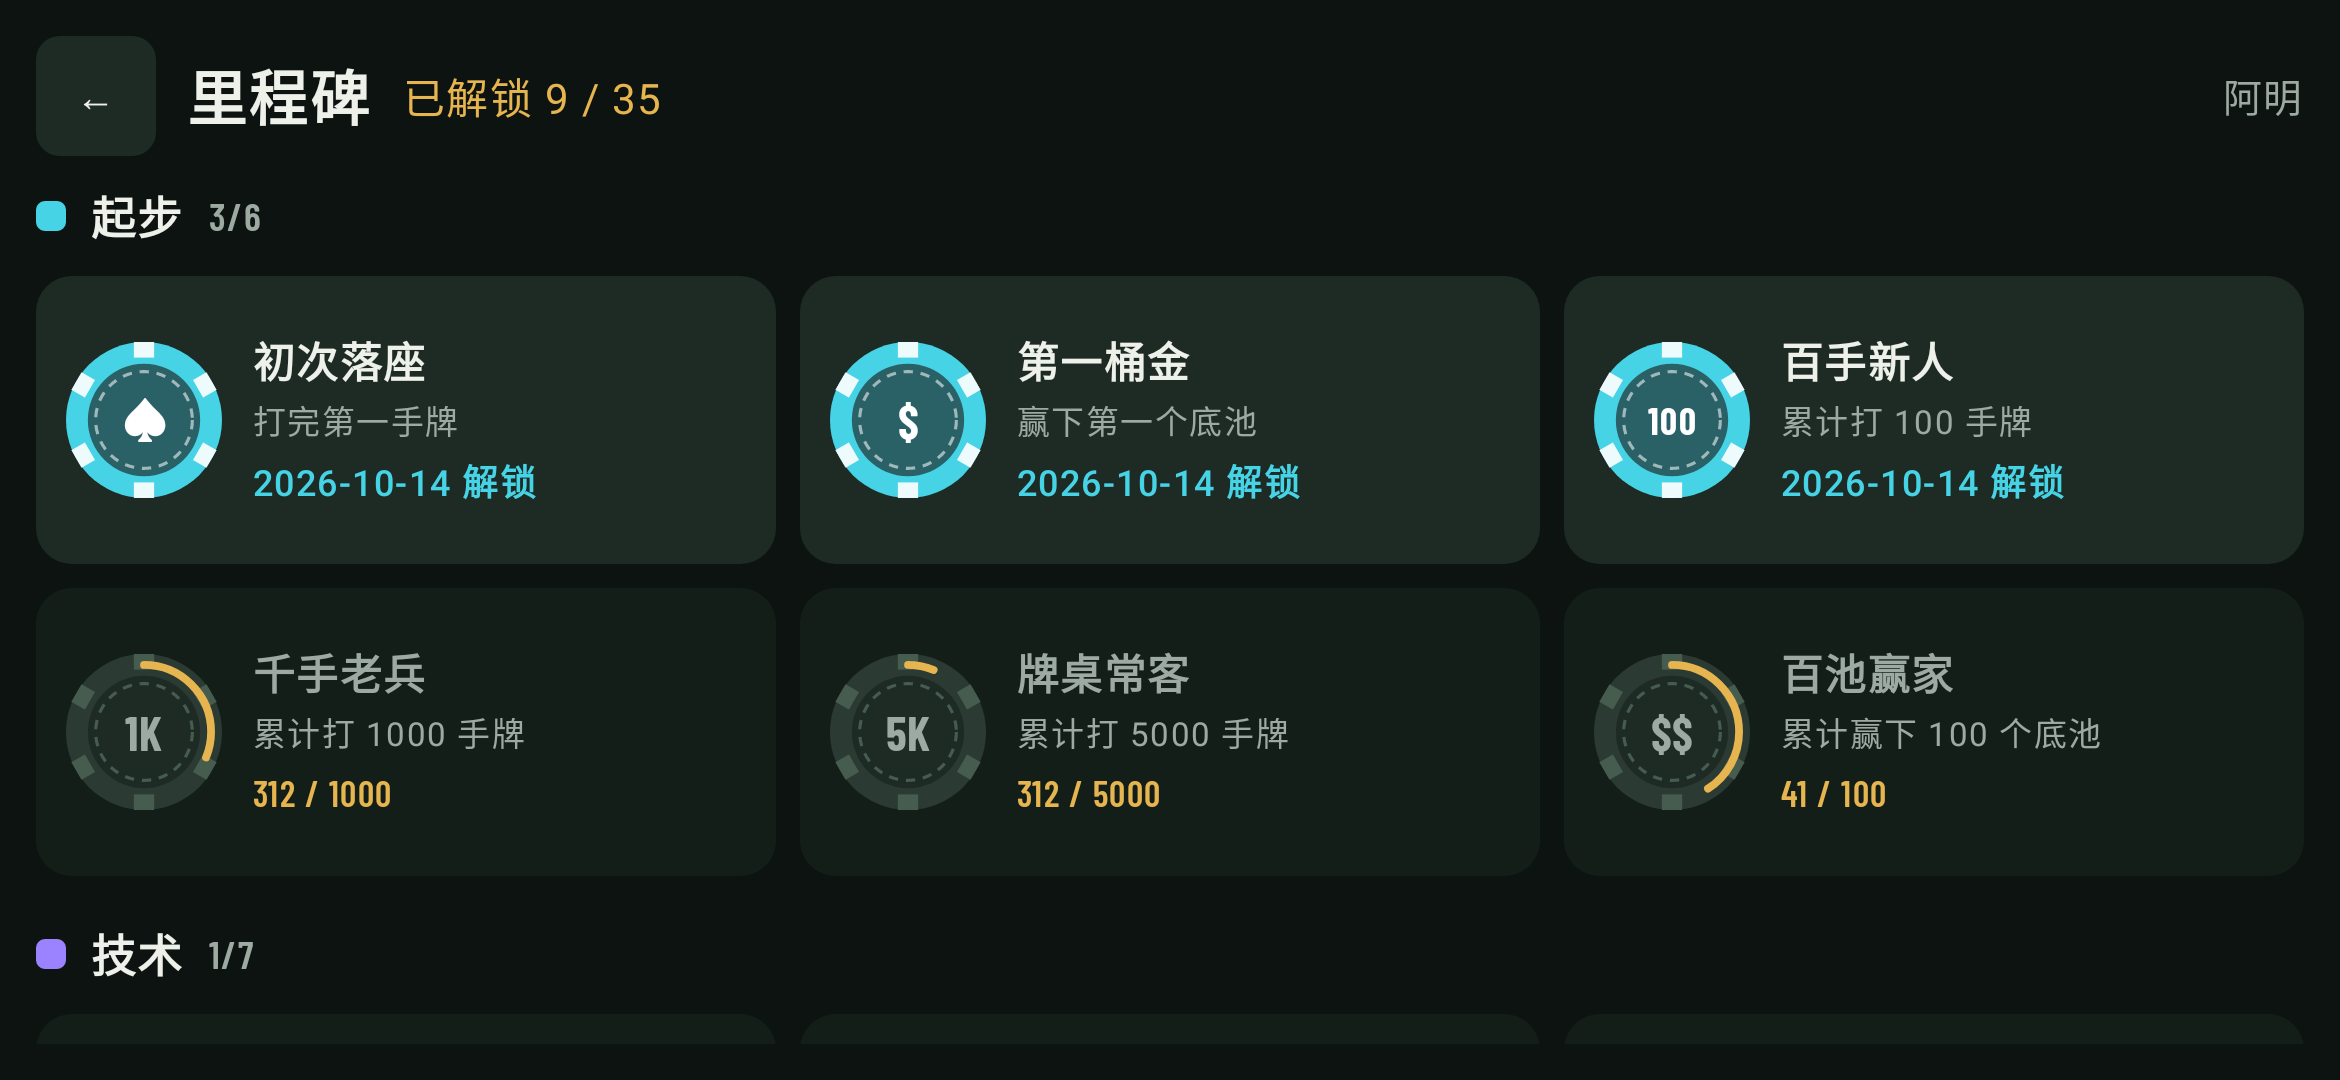 ←
里程碑 已解锁 9 / 35
阿明
起步 3/6
初次落座
打完第一手牌
2026-10-14 解锁
$
第一桶金
赢下第一个底池
2026-10-14 解锁
100
百手新人
累计打 100 手牌
2026-10-14 解锁
1K
千手老兵
累计打 1000 手牌
312 / 1000
5K
牌桌常客
累计打 5000 手牌
312 / 5000
$$
百池赢家
累计赢下 100 个底池
41 / 100
技术 1/7